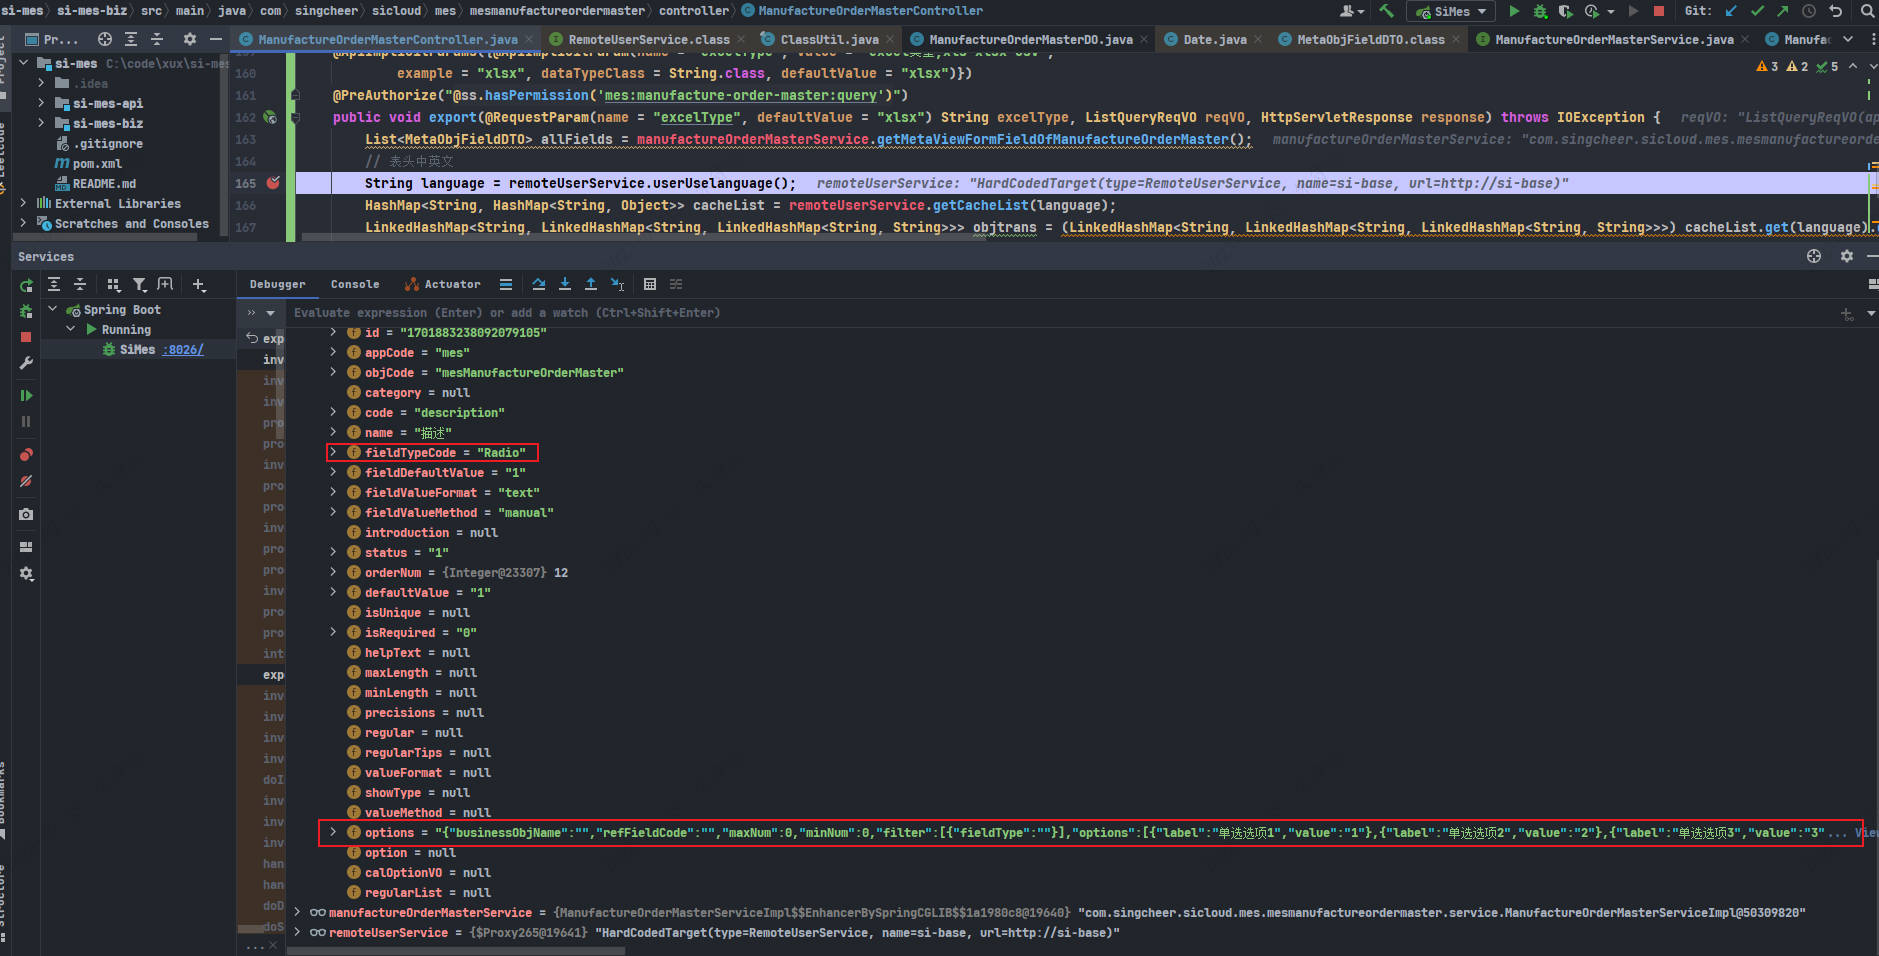 si-mes › si-mes-biz › src › main › java › com › singcheer › sicloud › mes › mesmanufactureordermaster › controller › ManufactureOrderMasterController
SiMes
Git:
Pr...
ManufactureOrderMasterController.java
RemoteUserService.class
ClassUtil.java
ManufactureOrderMasterDO.java
Date.java
MetaObjFieldDTO.class
ManufactureOrderMasterService.java
Project
si-mes C:\code\xux\si-mes
.idea
si-mes-api
si-mes-biz
.gitignore
pom.xml
README.md
External Libraries
Scratches and Consoles
3 2 5
160 example = "xlsx", dataTypeClass = String.class, defaultValue = "xlsx")})
161 @PreAuthorize("@ss.hasPermission('mes:manufacture-order-master:query')")
162 public void export(@RequestParam(name = "excelType", defaultValue = "xlsx") String excelType, ListQueryReqVO reqVO, HttpServletResponse response) throws IOException { reqVO: "ListQueryReqVO(ap
163 List<MetaObjFieldDTO> allFields = manufactureOrderMasterService.getMetaViewFormFieldOfManufactureOrderMaster(); manufactureOrderMasterService: "com.singcheer.sicloud.mes.mesmanufactureorde
164 // 表头中英文
165 String language = remoteUserService.userUselanguage(); remoteUserService: "HardCodedTarget(type=RemoteUserService, name=si-base, url=http://si-base)"
166 HashMap<String, HashMap<String, Object>> cacheList = remoteUserService.getCacheList(language);
167 LinkedHashMap<String, LinkedHashMap<String, LinkedHashMap<String, String>>> objtrans = (LinkedHashMap<String, LinkedHashMap<String, LinkedHashMap<String, String>>>) cacheList.get(language)
Services
Debugger
Console
Actuator
Spring Boot
Running
SiMes :8026/
Evaluate expression (Enter) or add a watch (Ctrl+Shift+Enter)
id = "1701883238092079105"
appCode = "mes"
objCode = "mesManufactureOrderMaster"
category = null
code = "description"
name = "描述"
fieldTypeCode = "Radio"
fieldDefaultValue = "1"
fieldValueFormat = "text"
fieldValueMethod = "manual"
introduction = null
status = "1"
orderNum = {Integer@23307} 12
defaultValue = "1"
isUnique = null
isRequired = "0"
helpText = null
maxLength = null
minLength = null
precisions = null
regular = null
regularTips = null
valueFormat = null
showType = null
valueMethod = null
options = "{"businessObjName":"","refFieldCode":"","maxNum":0,"minNum":0,"filter":[{"fieldType":""}],"options":[{"label":"单选选项1","value":"1"},{"label":"单选选项2","value":"2"},{"label":"单选选项3","value":"3"... View
option = null
calOptionVO = null
regularList = null
manufactureOrderMasterService = {ManufactureOrderMasterServiceImpl$$EnhancerBySpringCGLIB$$1a1980c8@19640} "com.singcheer.sicloud.mes.mesmanufactureordermaster.service.ManufactureOrderMasterServiceImpl@50309820"
remoteUserService = {$Proxy265@19641} "HardCodedTarget(type=RemoteUserService, name=si-base, url=http://si-base)"